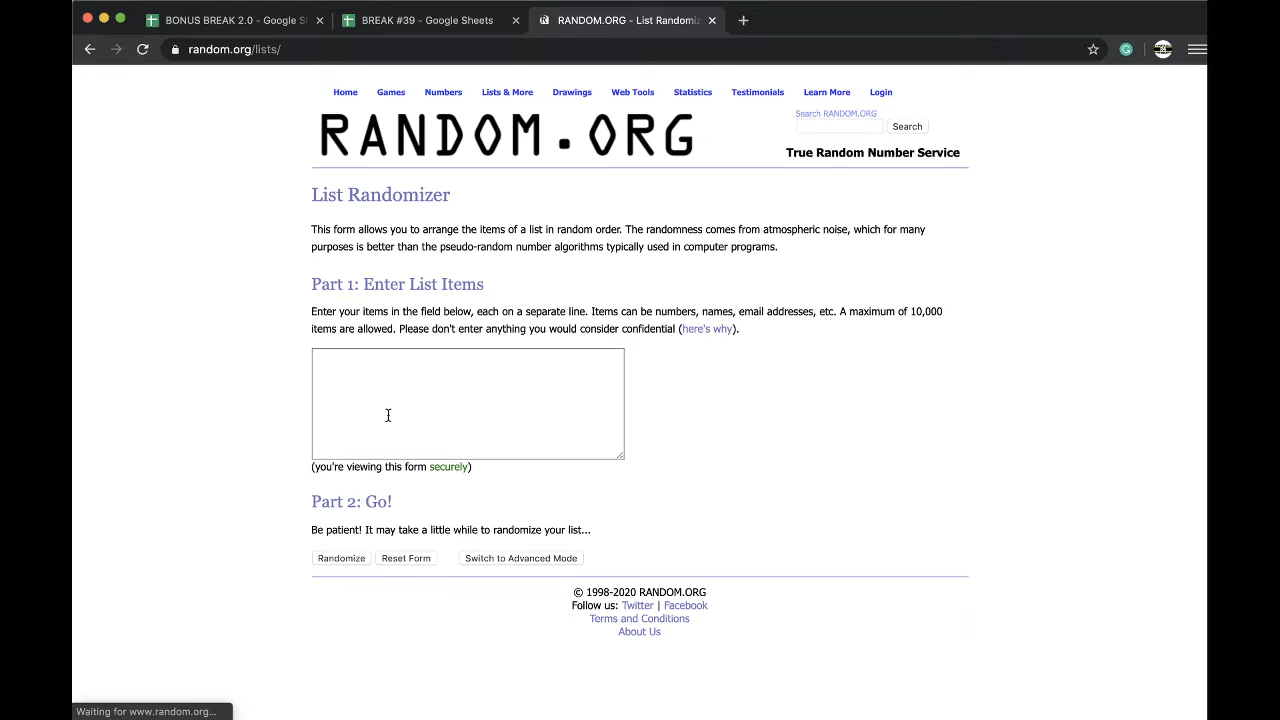 BONUS BREAK 2.0 - Google Sl
BREAK #39 - Google Sheets
RANDOM.ORG - List Randomiz
random.org/lists/
Home Games Numbers Lists & More Drawings Web Tools Statistics Testimonials Learn More Login
Search RANDOM.ORG
RANDOM.ORG
Search
True Random Number Service
List Randomizer
This form allows you to arrange the items of a list in random order. The randomness comes from atmospheric noise, which for many
purposes is better than the pseudo-random number algorithms typically used in computer programs.
Part 1: Enter List Items
Enter your items in the field below, each on a separate line. Items can be numbers, names, email addresses, etc. A maximum of 10,000
items are allowed. Please don't enter anything you would consider confidential (here's why).
(you're viewing this form securely)
Part 2: Go!
Be patient! It may take a little while to randomize your list...
Randomize Reset Form Switch to Advanced Mode
© 1998-2020 RANDOM.ORG
Follow us: Twitter | Facebook
Terms and Conditions
About Us
Waiting for www.random.org...